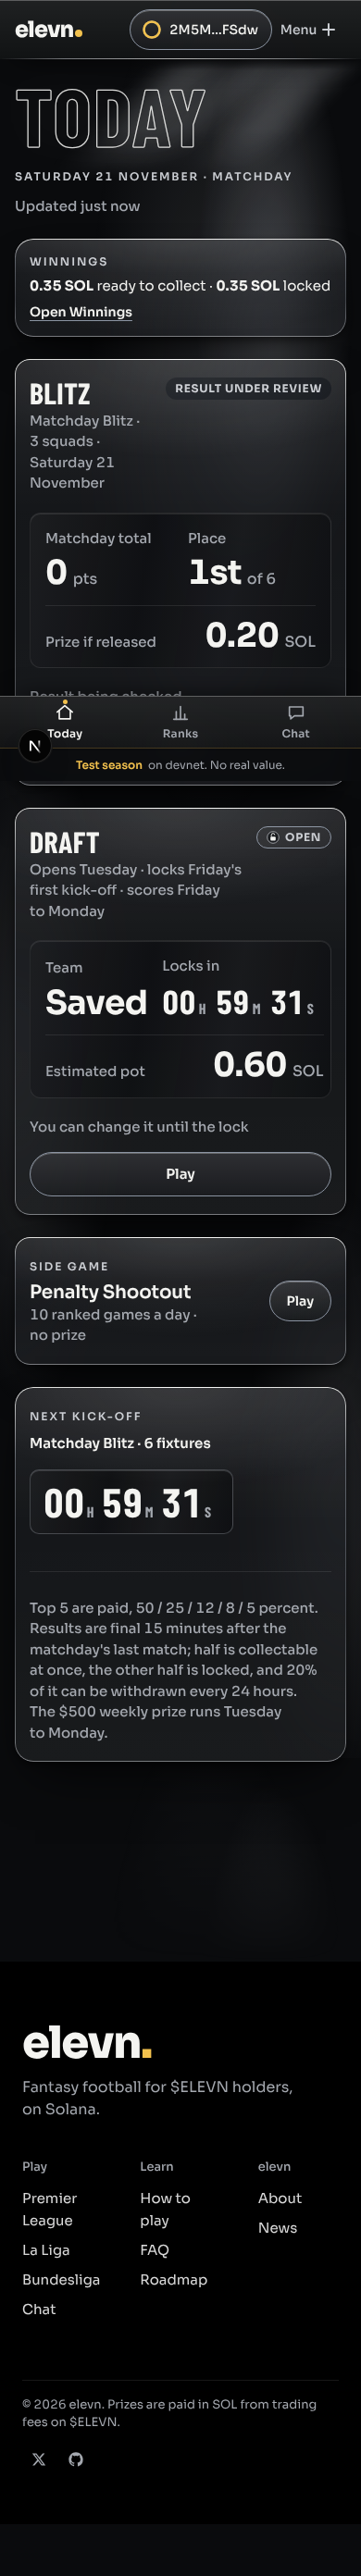 elevn.
2M5M...FSdw
Menu
TODAY
SATURDAY 21 NOVEMBER · MATCHDAY
Updated just now
WINNINGS
0.35 SOL ready to collect · 0.35 SOL locked
Open Winnings
BLITZ
RESULT UNDER REVIEW
Matchday Blitz ·
3 squads ·
Saturday 21
November
Matchday total
Place
0 pts
1st of 6
Prize if released
0.20 SOL
Result being checked
Today
Ranks
Chat
N
Test season on devnet. No real value.
DRAFT
OPEN
Opens Tuesday · locks Friday's
first kick-off · scores Friday
to Monday
Team
Locks in
Saved
00H 59M 31S
Estimated pot
0.60 SOL
You can change it until the lock
Play
SIDE GAME
Penalty Shootout
10 ranked games a day ·
no prize
Play
NEXT KICK-OFF
Matchday Blitz · 6 fixtures
00H 59M 31S
Top 5 are paid, 50 / 25 / 12 / 8 / 5 percent.
Results are final 15 minutes after the
matchday's last match; half is collectable
at once, the other half is locked, and 20%
of it can be withdrawn every 24 hours.
The $500 weekly prize runs Tuesday
to Monday.
elevn.
Fantasy football for $ELEVN holders,
on Solana.
Play
Learn
elevn
Premier
League
How to
play
About
La Liga
FAQ
News
Bundesliga
Roadmap
Chat
© 2026 elevn. Prizes are paid in SOL from trading
fees on $ELEVN.